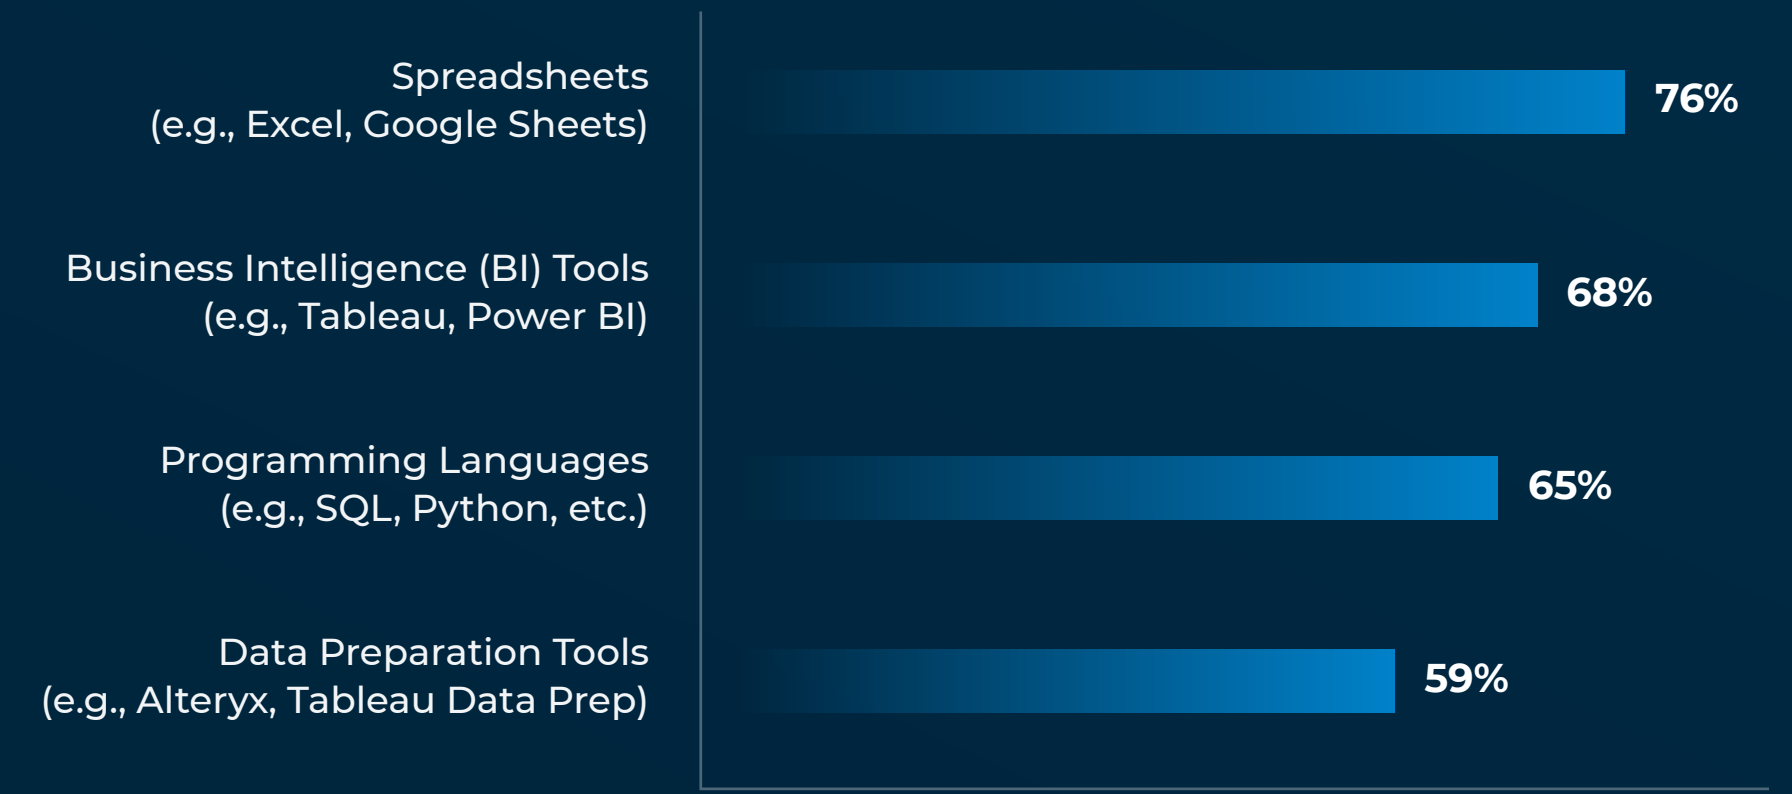 Spreadsheets
(e.g., Excel, Google Sheets)
76%
Business Intelligence (BI) Tools
(e.g., Tableau, Power BI)
68%
Programming Languages
(e.g., SQL, Python, etc.)
65%
Data Preparation Tools
(e.g., Alteryx, Tableau Data Prep)
59%